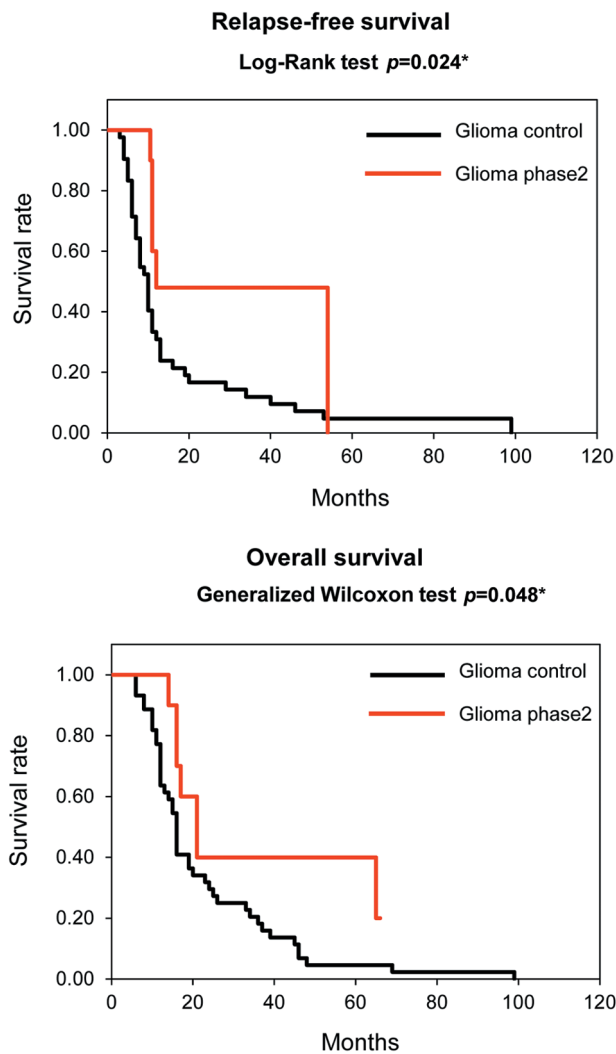 Relapse-free survival
Log-Rank test p=0.024*
Glioma control
Glioma phase2
1.00
0.80
0.60
0.40
0.20
0.00
Survival rate
0 20 40 60 80 100 120
Months
Overall survival
Generalized Wilcoxon test p=0.048*
Glioma control
Glioma phase2
1.00
0.80
0.60
0.40
0.20
0.00
Survival rate
0 20 40 60 80 100 120
Months